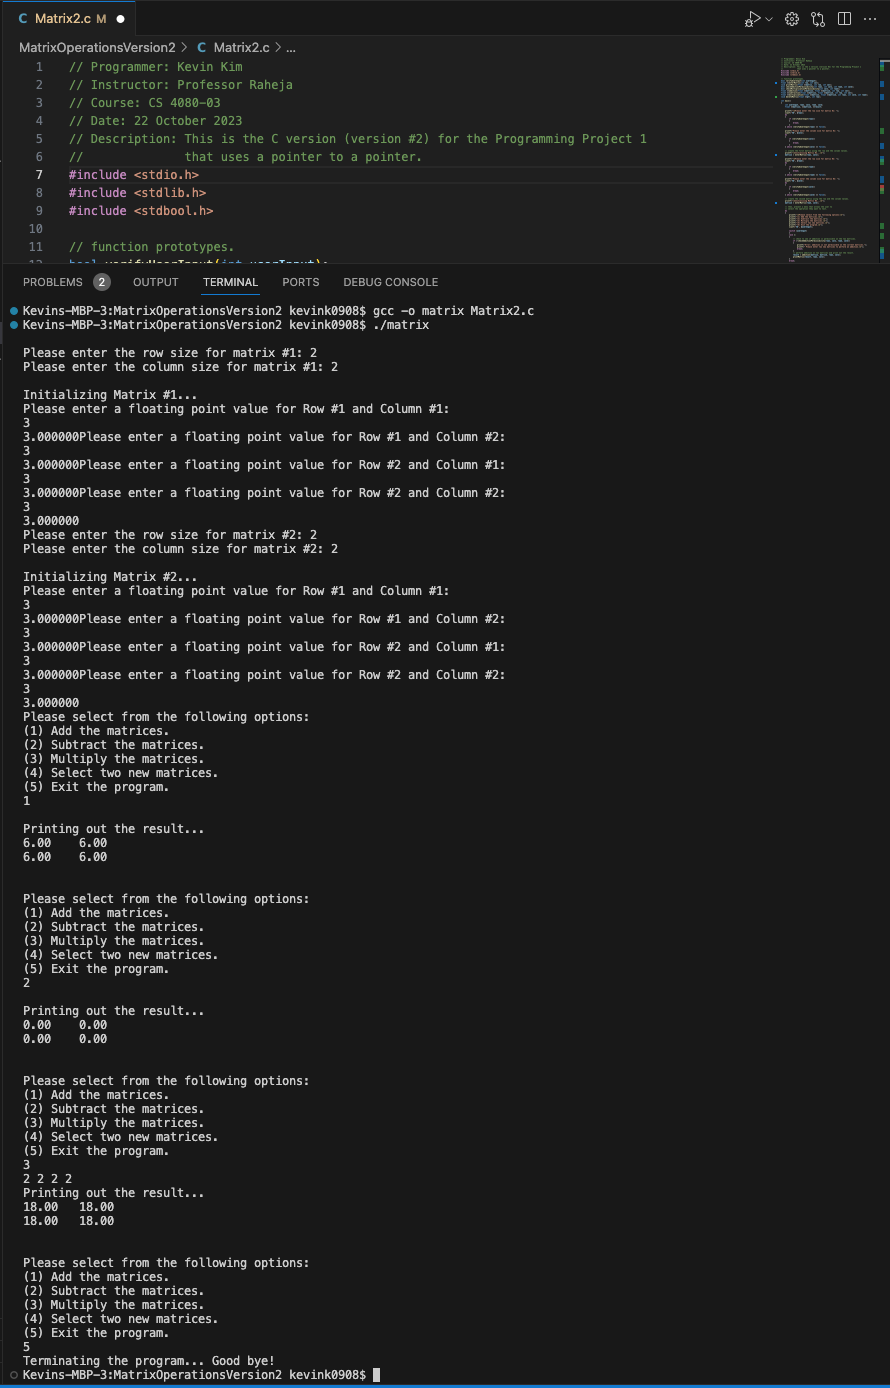 C Matrix2.c M ●
MatrixOperationsVersion2 > C Matrix2.c > ...
1 // Programmer: Kevin Kim
2 // Instructor: Professor Raheja
3 // Course: CS 4080-03
4 // Date: 22 October 2023
5 // Description: This is the C version (version #2) for the Programming Project 1
6 //              that uses a pointer to a pointer.
7 #include <stdio.h>
8 #include <stdlib.h>
9 #include <stdbool.h>
10
11 // function prototypes.
PROBLEMS 2 OUTPUT TERMINAL PORTS DEBUG CONSOLE
Kevins-MBP-3:MatrixOperationsVersion2 kevink0908$ gcc -o matrix Matrix2.c
Kevins-MBP-3:MatrixOperationsVersion2 kevink0908$ ./matrix
Please enter the row size for matrix #1: 2
Please enter the column size for matrix #1: 2
Initializing Matrix #1...
Please enter a floating point value for Row #1 and Column #1:
3
3.000000Please enter a floating point value for Row #1 and Column #2:
3
3.000000Please enter a floating point value for Row #2 and Column #1:
3
3.000000Please enter a floating point value for Row #2 and Column #2:
3
3.000000
Please enter the row size for matrix #2: 2
Please enter the column size for matrix #2: 2
Initializing Matrix #2...
Please enter a floating point value for Row #1 and Column #1:
3
3.000000Please enter a floating point value for Row #1 and Column #2:
3
3.000000Please enter a floating point value for Row #2 and Column #1:
3
3.000000Please enter a floating point value for Row #2 and Column #2:
3
3.000000
Please select from the following options:
(1) Add the matrices.
(2) Subtract the matrices.
(3) Multiply the matrices.
(4) Select two new matrices.
(5) Exit the program.
1
Printing out the result...
6.00    6.00
6.00    6.00
Please select from the following options:
(1) Add the matrices.
(2) Subtract the matrices.
(3) Multiply the matrices.
(4) Select two new matrices.
(5) Exit the program.
2
Printing out the result...
0.00    0.00
0.00    0.00
Please select from the following options:
(1) Add the matrices.
(2) Subtract the matrices.
(3) Multiply the matrices.
(4) Select two new matrices.
(5) Exit the program.
3
2 2 2 2
Printing out the result...
18.00   18.00
18.00   18.00
Please select from the following options:
(1) Add the matrices.
(2) Subtract the matrices.
(3) Multiply the matrices.
(4) Select two new matrices.
(5) Exit the program.
5
Terminating the program... Good bye!
Kevins-MBP-3:MatrixOperationsVersion2 kevink0908$